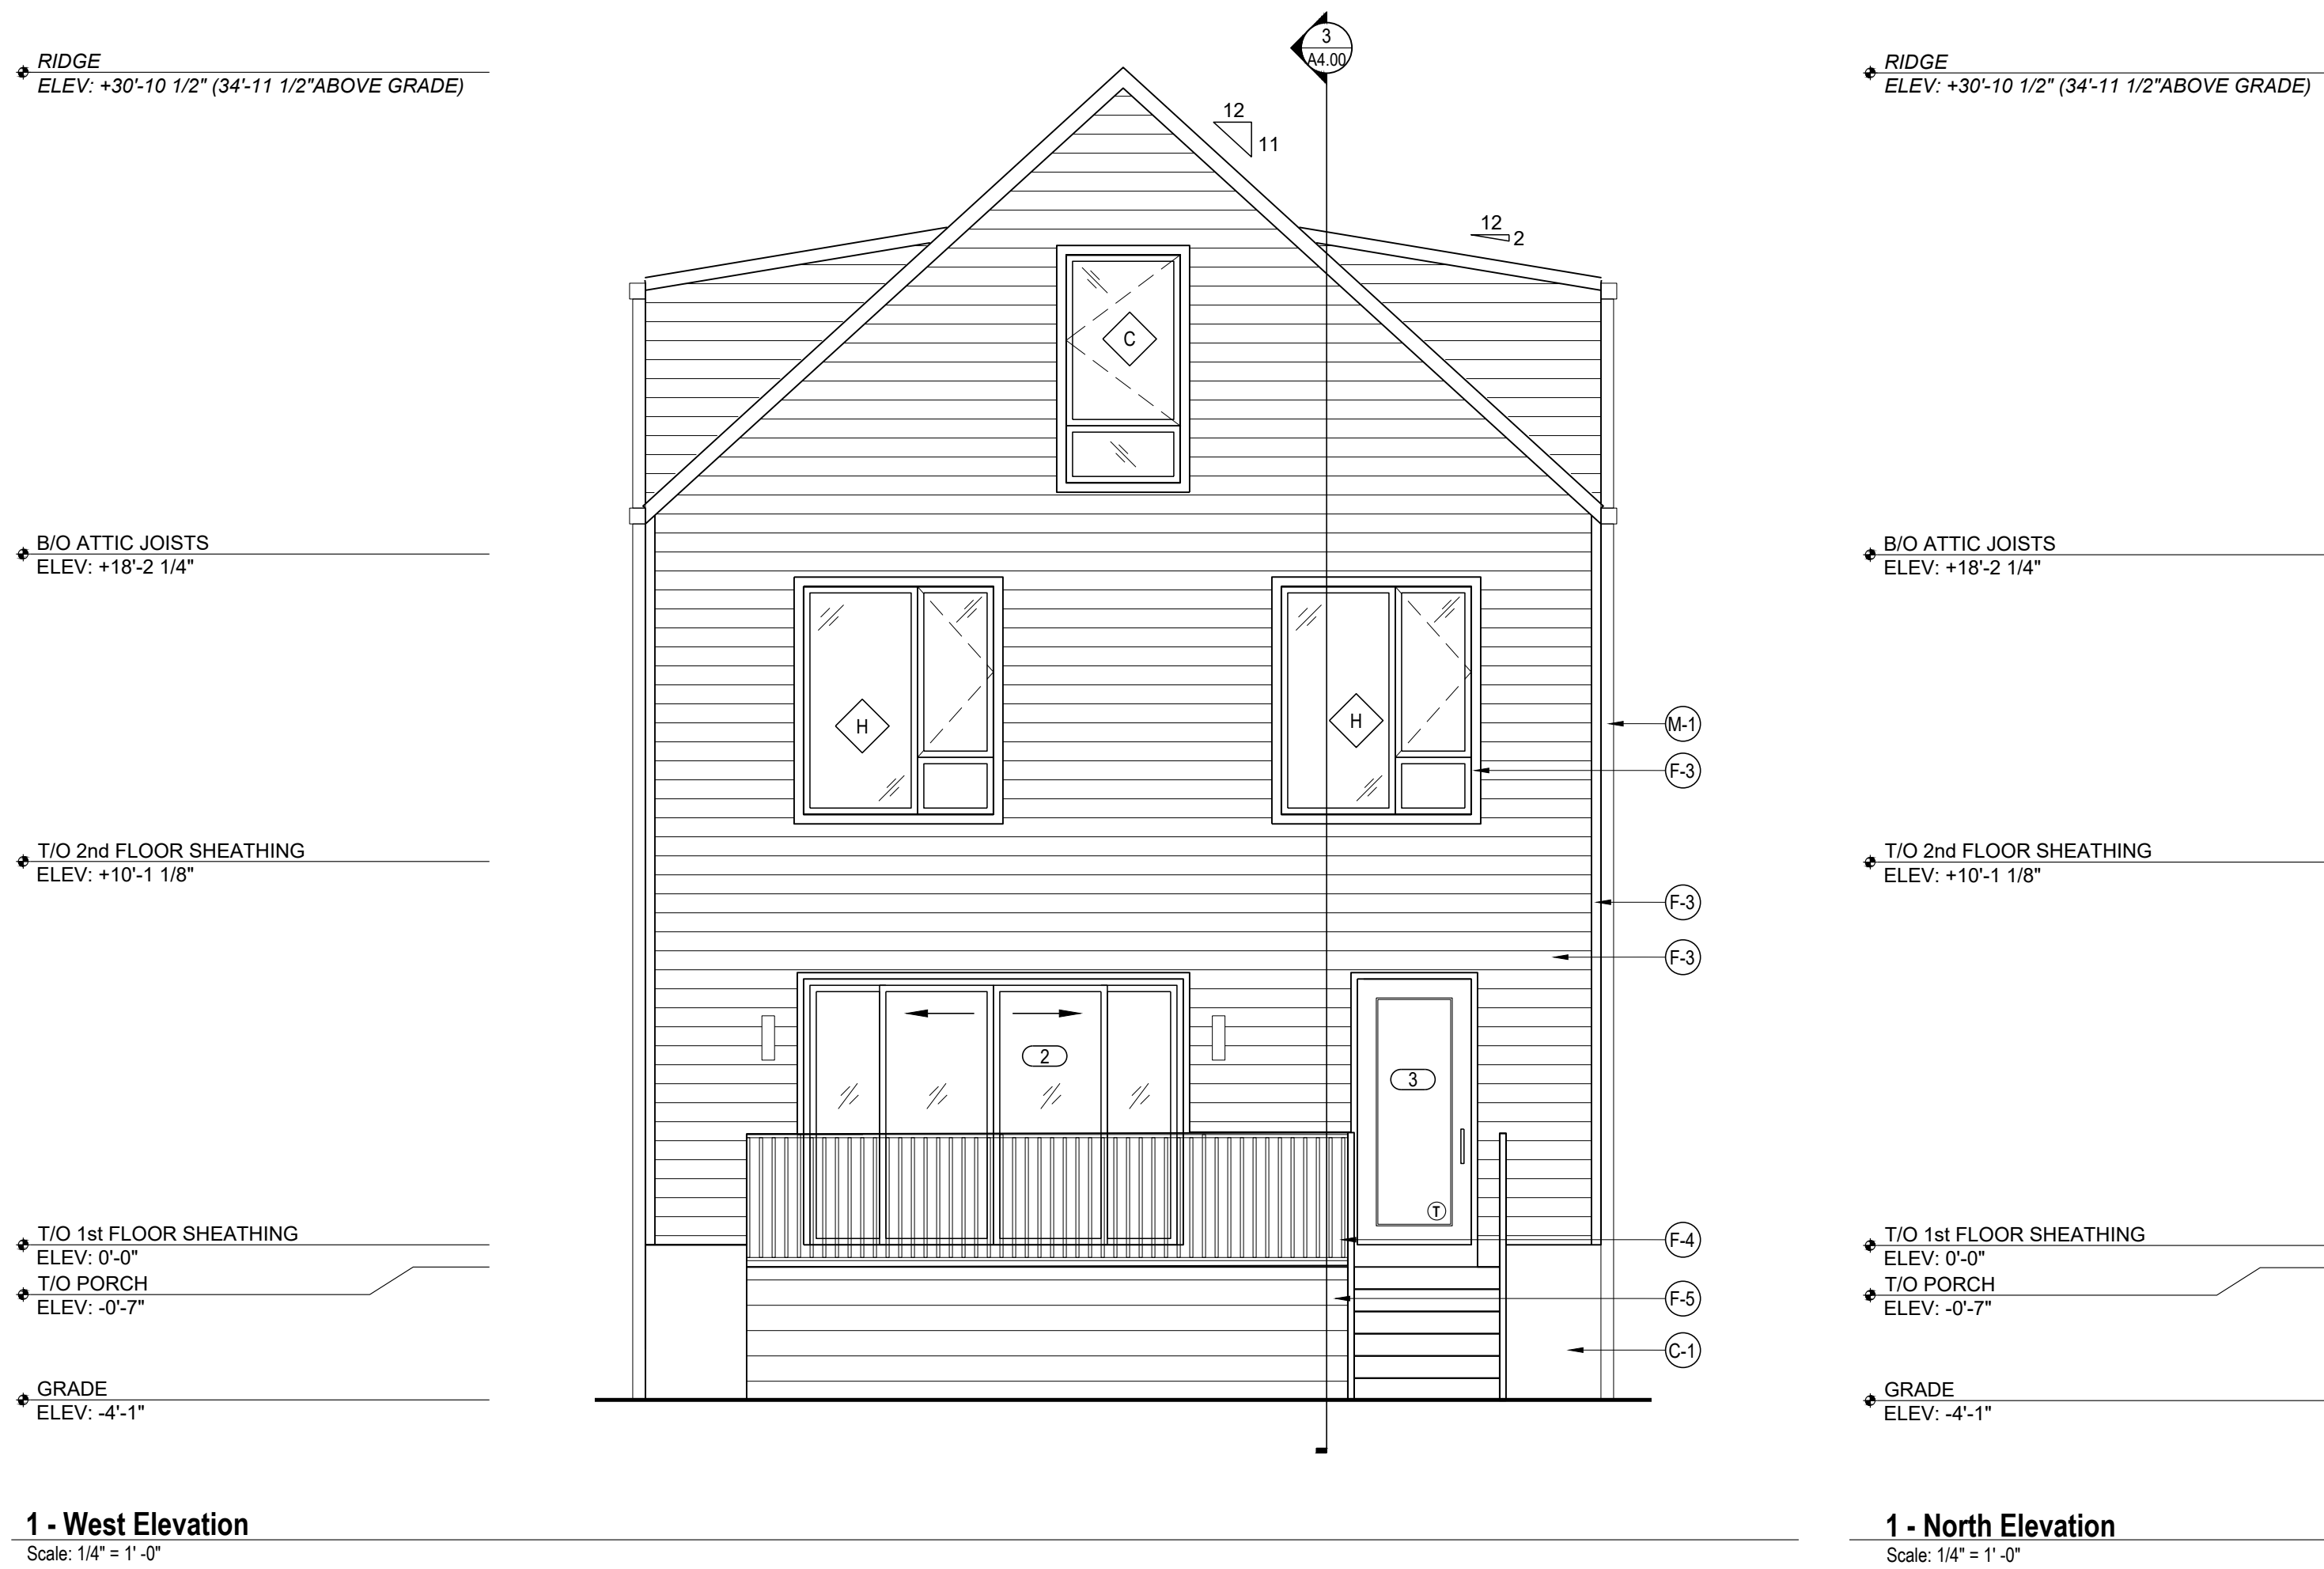 RIDGE
ELEV: +30'-10 1/2" (34'-11 1/2"ABOVE GRADE)
B/O ATTIC JOISTS
ELEV: +18'-2 1/4"
T/O 2nd FLOOR SHEATHING
ELEV: +10'-1 1/8"
T/O 1st FLOOR SHEATHING
ELEV: 0'-0"
T/O PORCH
ELEV: -0'-7"
GRADE
ELEV: -4'-1"
3
A4.00
12
11
12
2
C
H
H
M-1
F-3
F-3
F-3
2
3
T
F-4
F-5
C-1
1 - West Elevation
Scale: 1/4" = 1' -0"
RIDGE
ELEV: +30'-10 1/2" (34'-11 1/2"ABOVE GRADE)
B/O ATTIC JOISTS
ELEV: +18'-2 1/4"
T/O 2nd FLOOR SHEATHING
ELEV: +10'-1 1/8"
T/O 1st FLOOR SHEATHING
ELEV: 0'-0"
T/O PORCH
ELEV: -0'-7"
GRADE
ELEV: -4'-1"
1 - North Elevation
Scale: 1/4" = 1' -0"